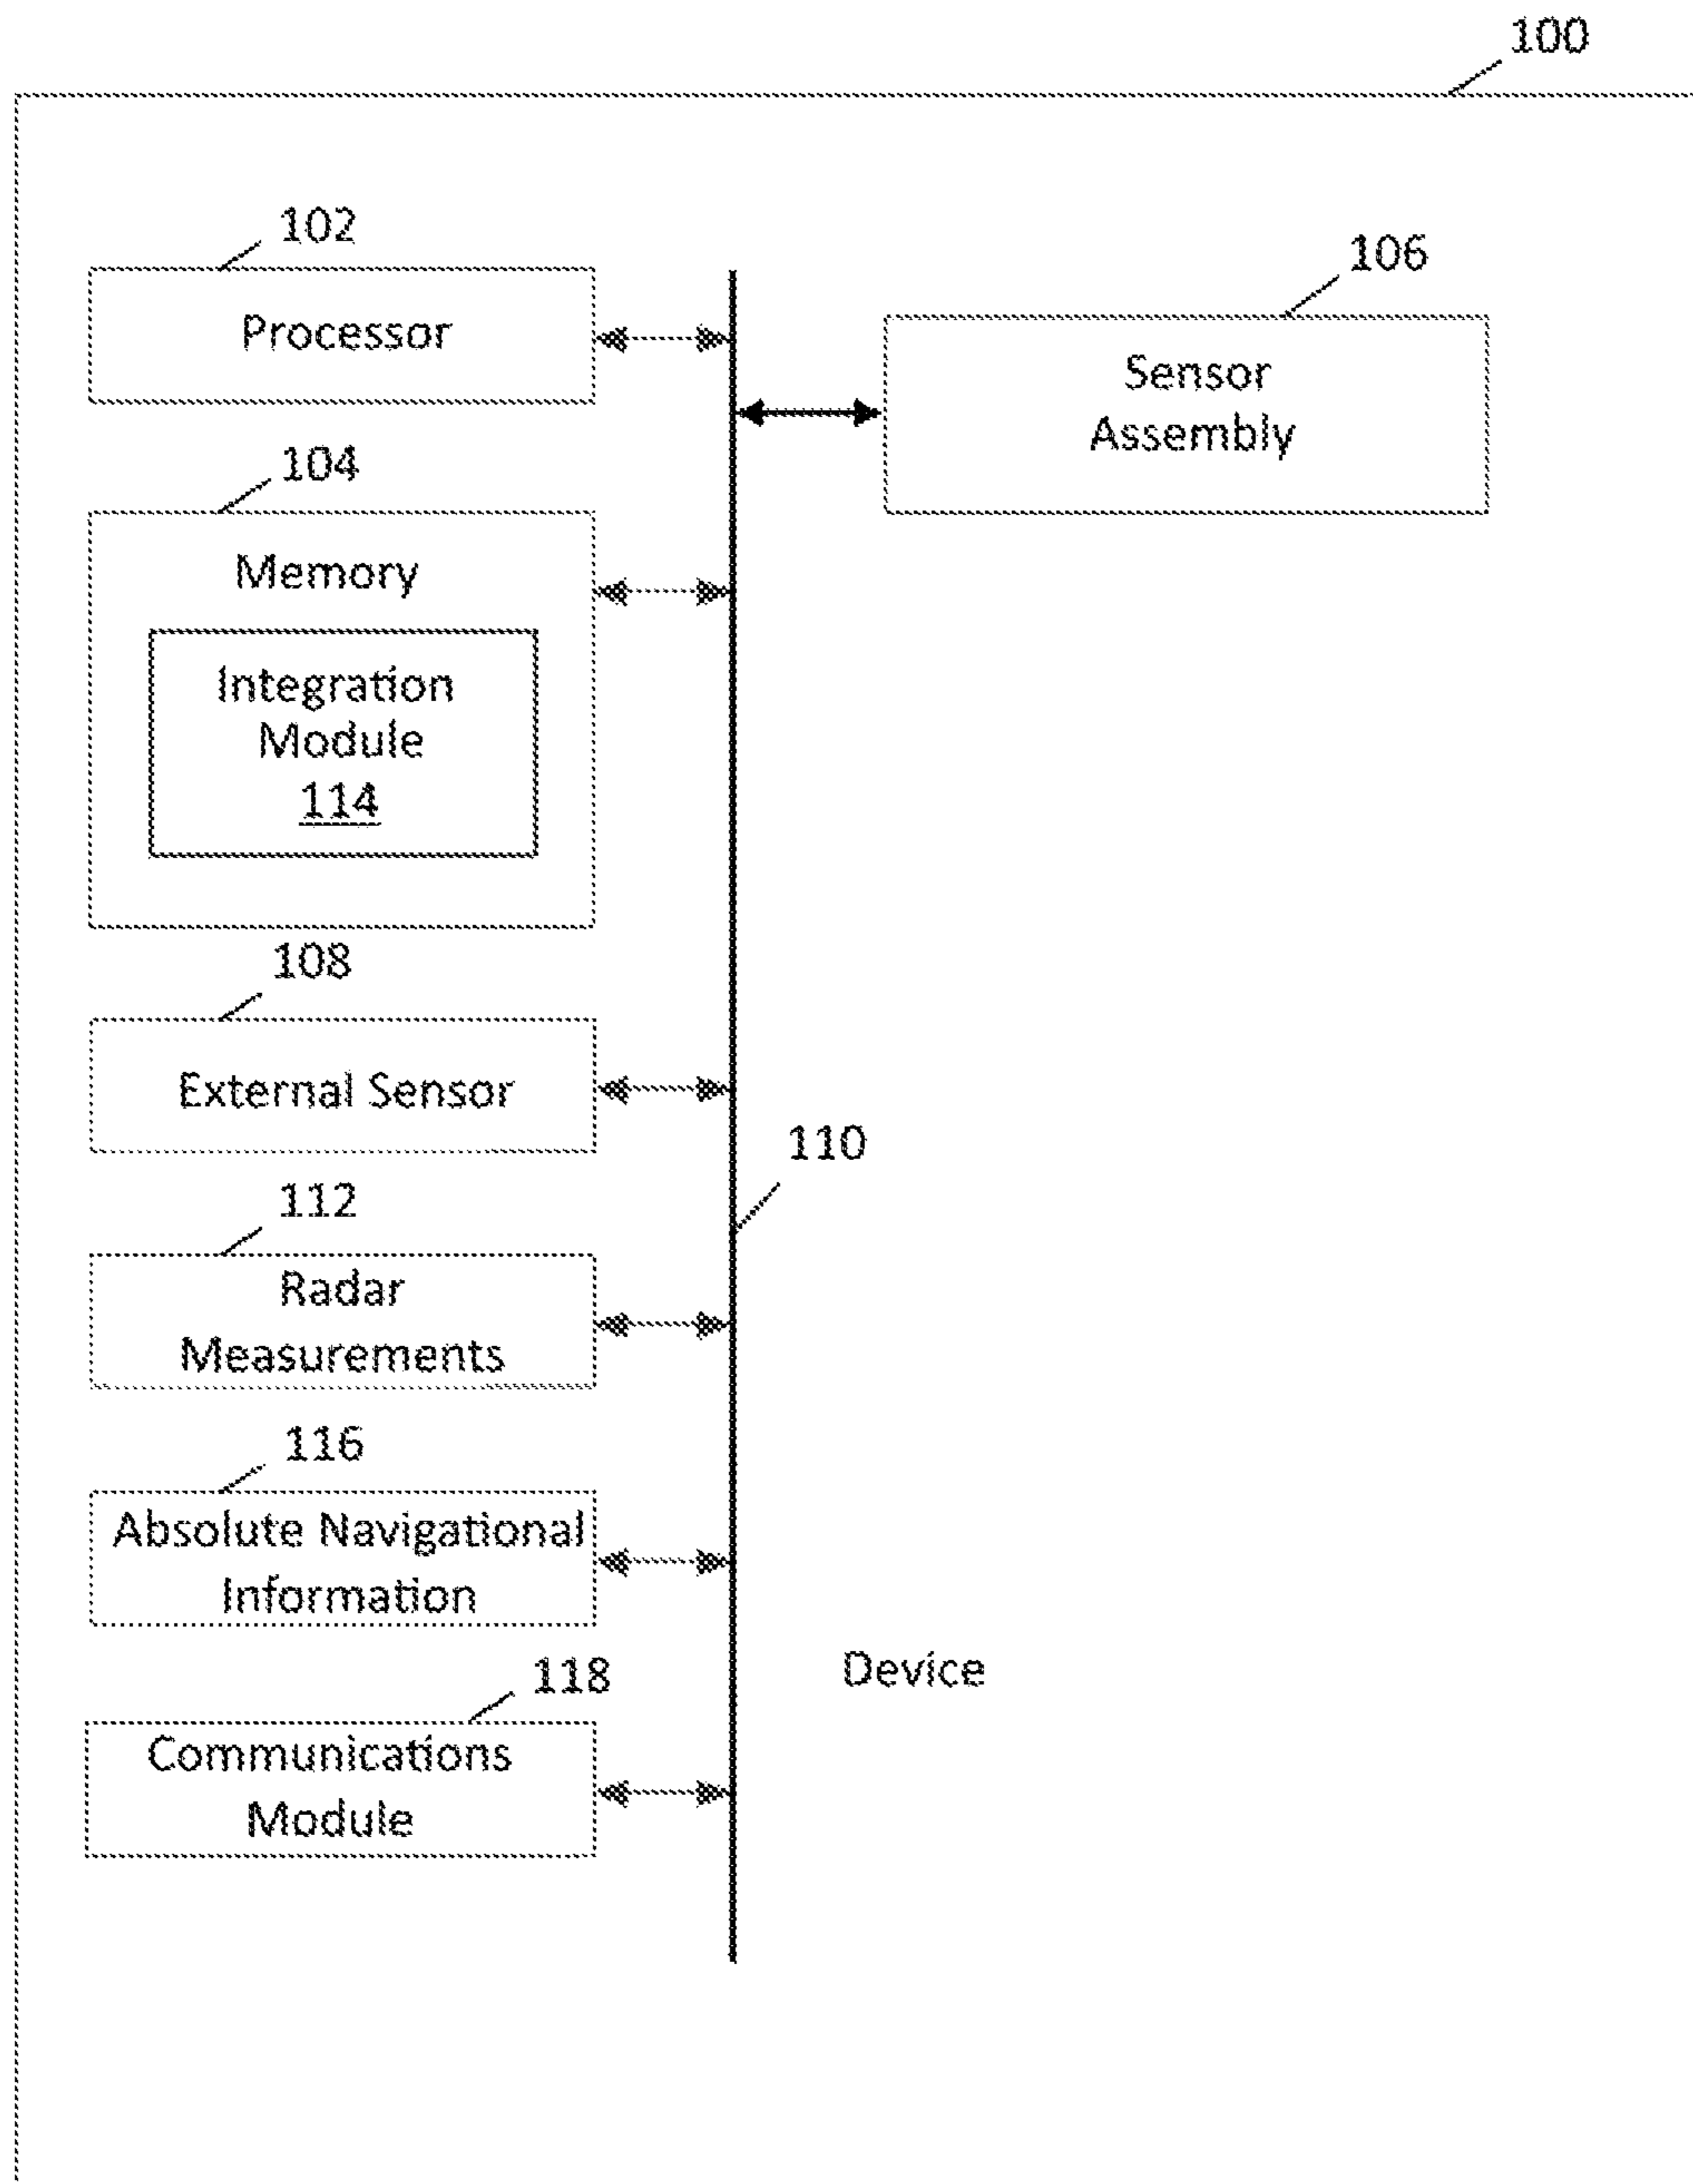 100
102
Processor
106
Sensor
Assembly
104
Memory
Integration
Module
114
108
External Sensor
110
112
Radar
Measurements
116
Absolute Navigational
Information
Device
118
Communications
Module